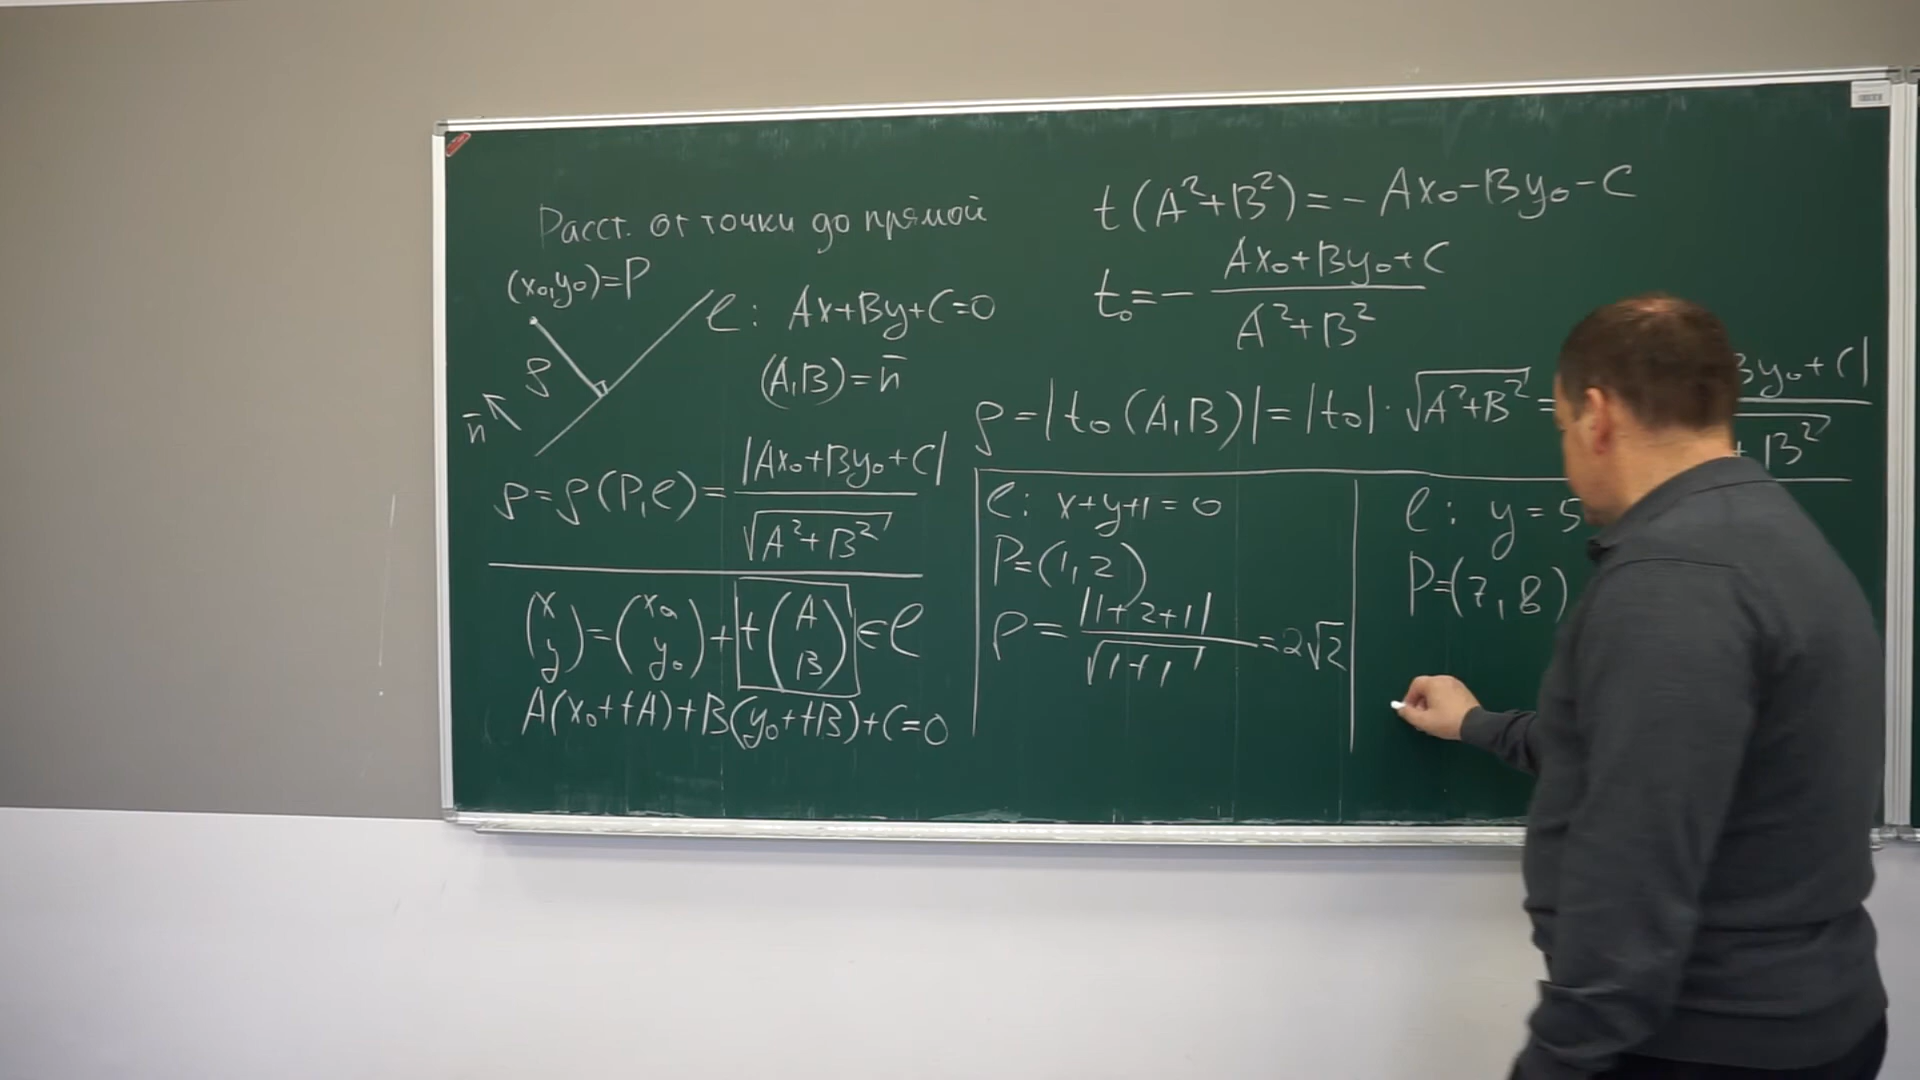 Расст. от точки до прямой
(x₀,y₀)=P
l: Ax+By+C=0
(A,B)=n̄
ρ
n̄
ρ=ρ(P,l)=|Ax₀+By₀+C|/√(A²+B²)
(x y)=(x₀ y₀)+t(A B)∈l
A(x₀+tA)+B(y₀+tB)+C=0
t(A²+B²)=-Ax₀-By₀-C
t₀=-(Ax₀+By₀+C)/(A²+B²)
ρ=|t₀(A,B)|=|t₀|·√(A²+B²)=
By₀+C|
+B²
l: x+y+1=0
P=(1,2)
ρ=|1+2+1|/√(1+1)=2√2
l: y=5
P=(7,8)